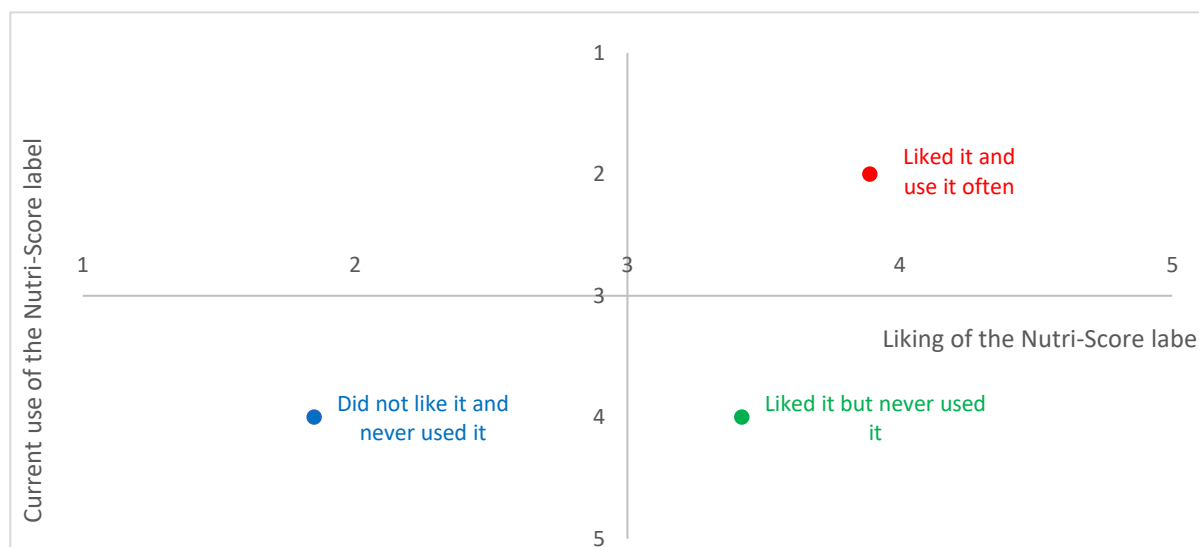 1
Liked it and
use it often
2
1
2
3
4
5
3
Liking of the Nutri-Score labe
Did not like it and
never used it
4
Liked it but never used
it
5
Current use of the Nutri-Score label